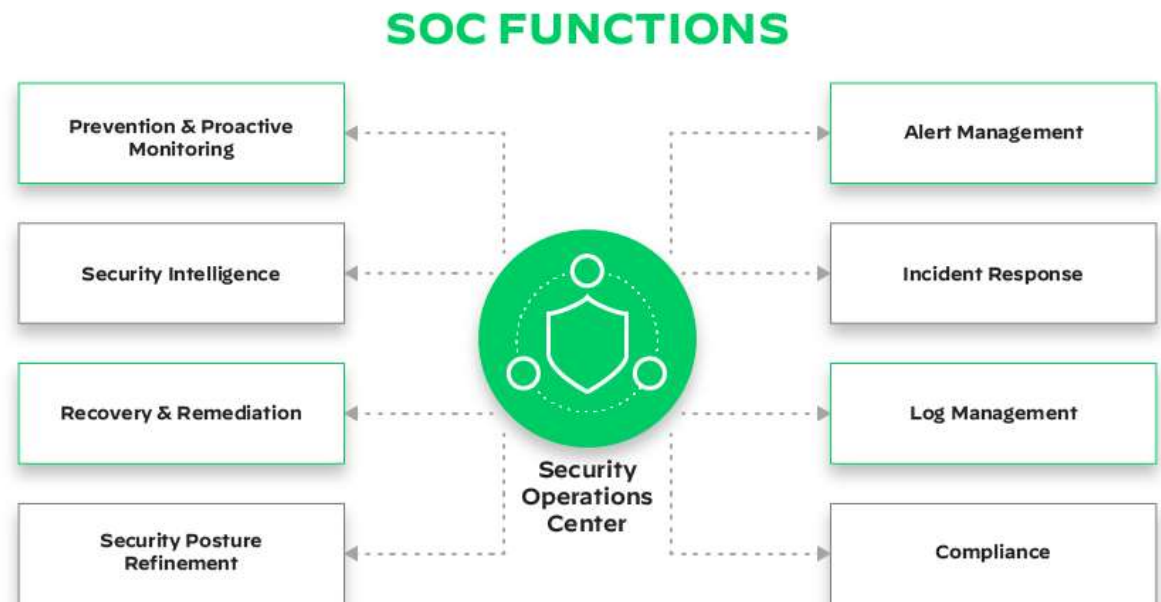 SOC FUNCTIONS
Prevention & Proactive
Monitoring
Alert Management
Security Intelligence
Incident Response
Recovery & Remediation
Log Management
Security
Operations
Center
Security Posture
Refinement
Compliance